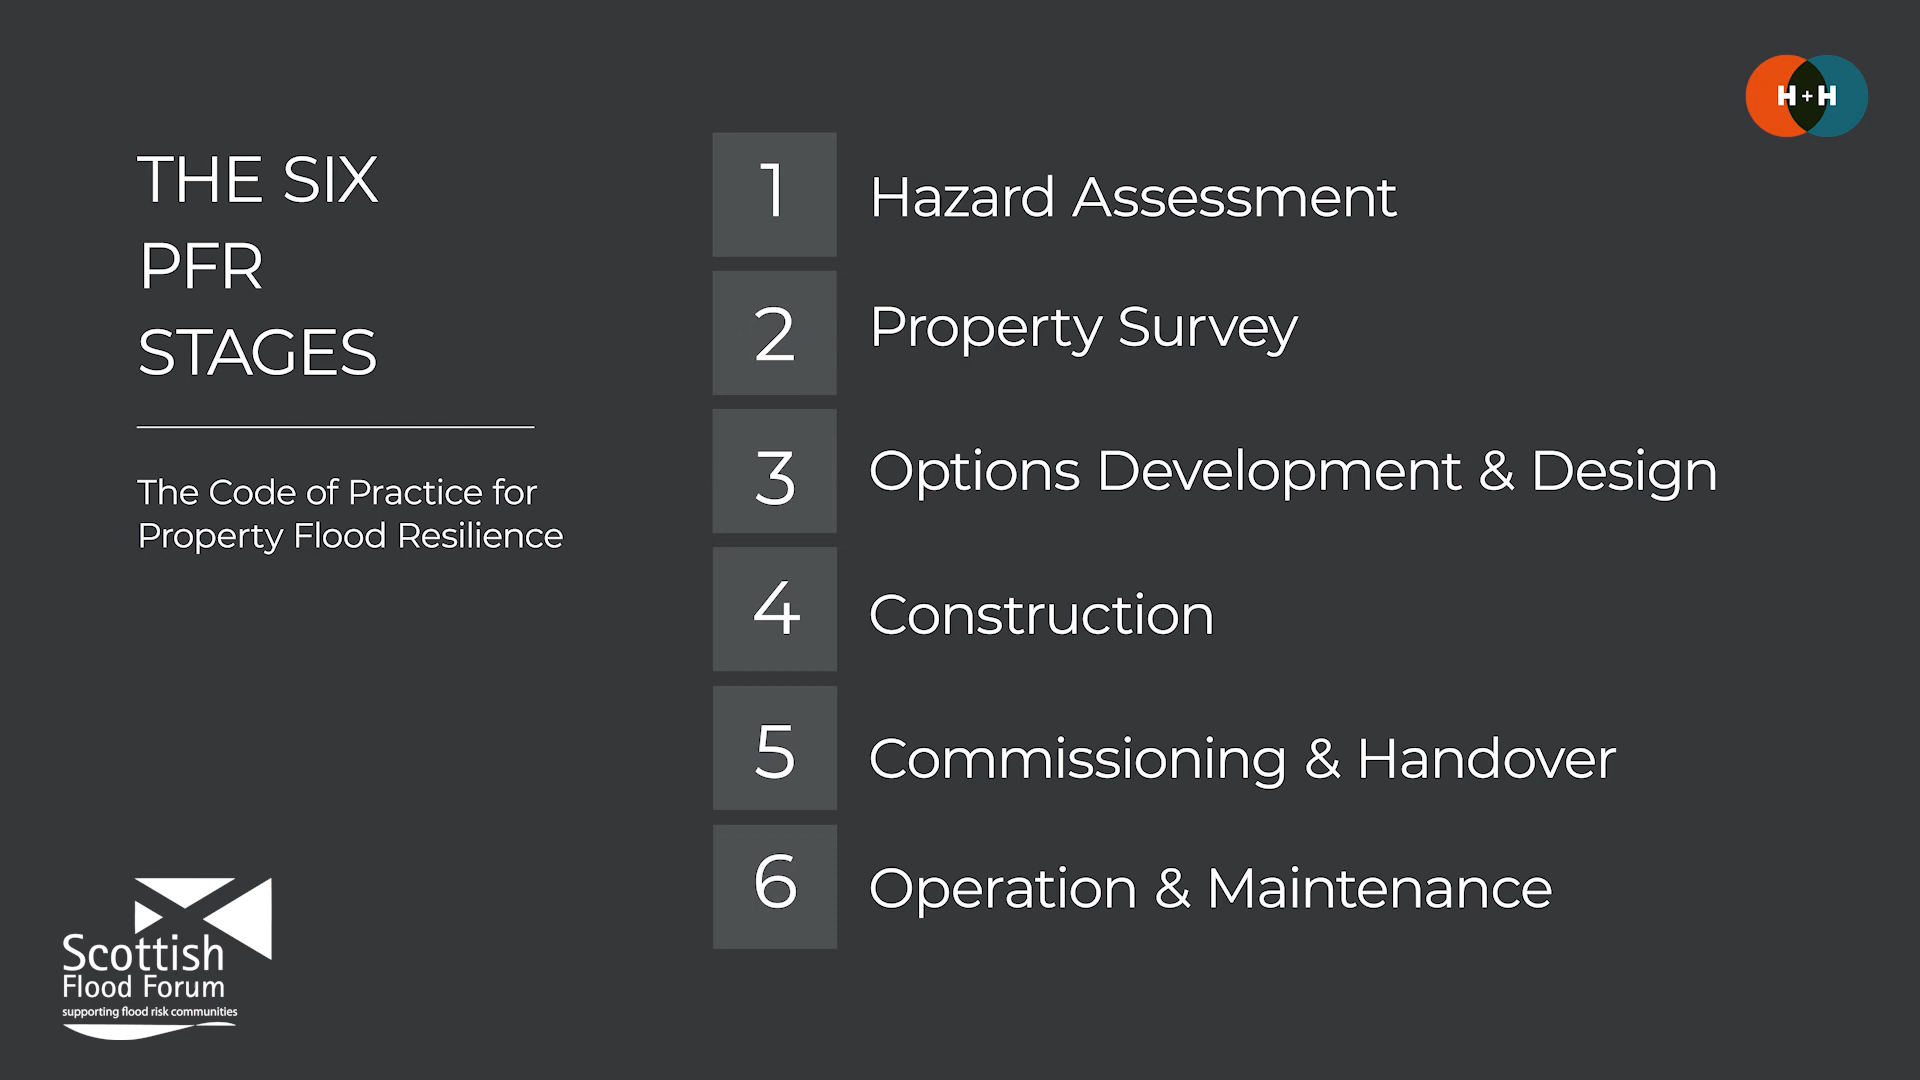 H+H
THE SIX
PFR
STAGES
The Code of Practice for
Property Flood Resilience
1 Hazard Assessment
2 Property Survey
3 Options Development & Design
4 Construction
5 Commissioning & Handover
6 Operation & Maintenance
Scottish
Flood Forum
supporting flood risk communities